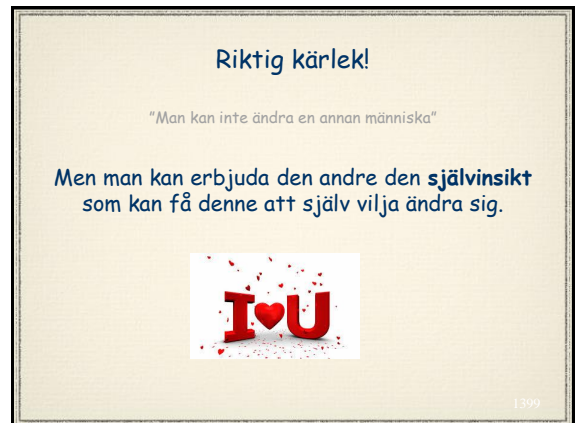 Riktig kärlek!
"Man kan inte ändra en annan människa"
Men man kan erbjuda den andre den självinsikt
som kan få denne att själv vilja ändra sig.
I U
1399